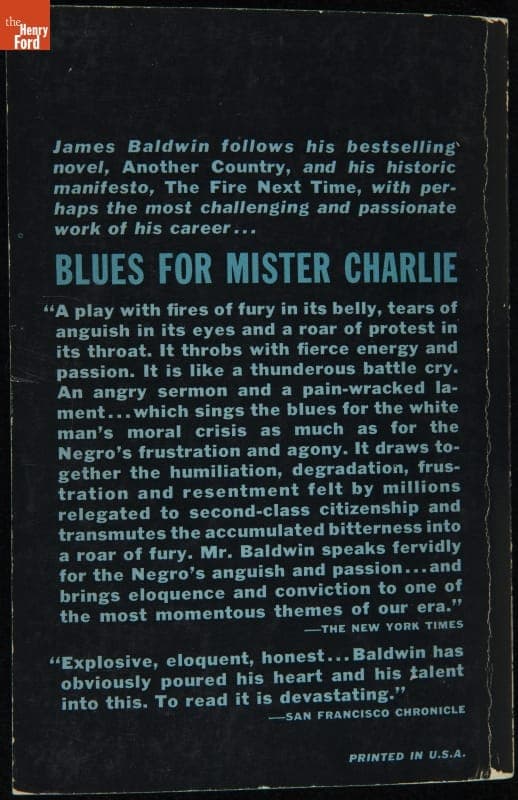 the
Henry
Ford
James Baldwin follows his bestselling
novel, Another Country, and his historic
manifesto, The Fire Next Time, with per-
haps the most challenging and passionate
work of his career...
BLUES FOR MISTER CHARLIE
“A play with fires of fury in its belly, tears of
anguish in its eyes and a roar of protest in
its throat. It throbs with fierce energy and
passion. It is like a thunderous battle cry.
An angry sermon and a pain-wracked la-
ment...which sings the blues for the white
man's moral crisis as much as for the
Negro's frustration and agony. It draws to-
gether the humiliation, degradation, frus-
tration and resentment felt by millions
relegated to second-class citizenship and
transmutes the accumulated bitterness into
a roar of fury. Mr. Baldwin speaks fervidly
for the Negro's anguish and passion...and
brings eloquence and conviction to one of
the most momentous themes of our era.”
—THE NEW YORK TIMES
“Explosive, eloquent, honest...Baldwin has
obviously poured his heart and his talent
into this. To read it is devastating.”
—SAN FRANCISCO CHRONICLE
PRINTED IN U.S.A.